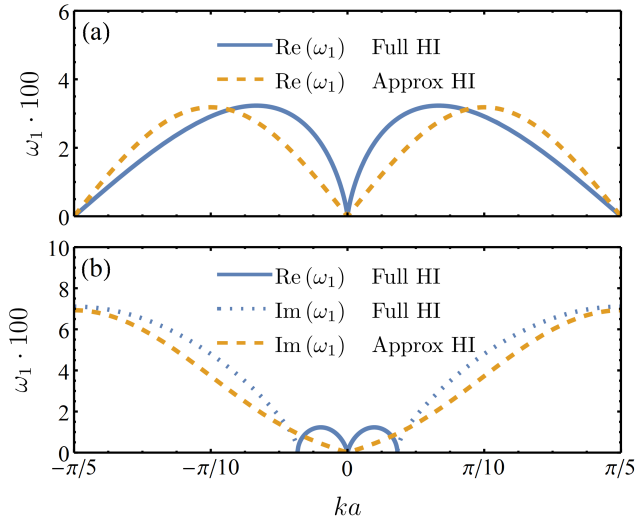 6
(a)
Re (ω₁) Full HI
Re (ω₁) Approx HI
4
2
0
ω₁ · 100
10
(b)
Re (ω₁) Full HI
Im (ω₁) Full HI
Im (ω₁) Approx HI
8
6
4
2
0
ω₁ · 100
−π/5 −π/10 0 π/10 π/5
ka